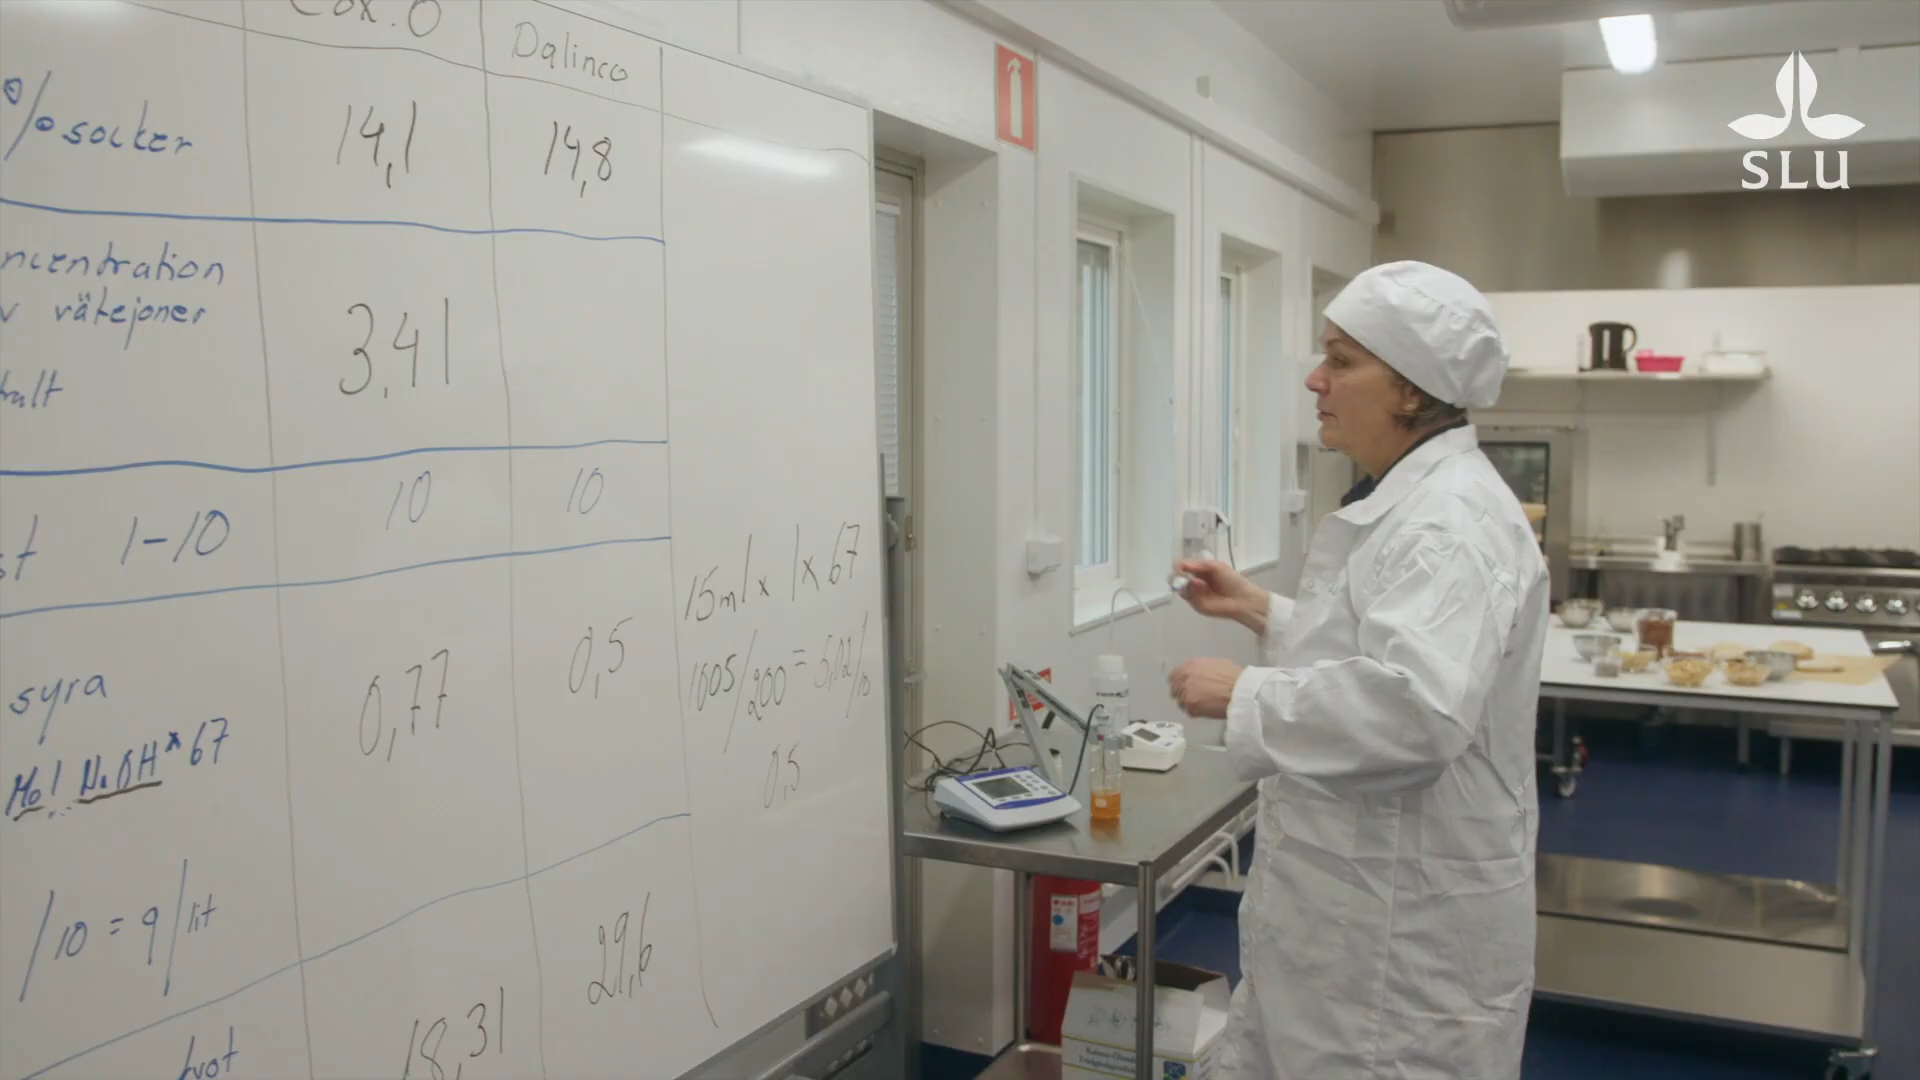 Cox. O
Dalinco
% socker
14,1
14,8
ncentration
v vätejoner
3,41
st 1-10
10
10
syra
Mol NaOH x 67
0,77
0,5
15ml x 1 x 67
1005/200 = 5,02/10
0,5
/10 = g/lit
18,31
29,6
kvot
SLU